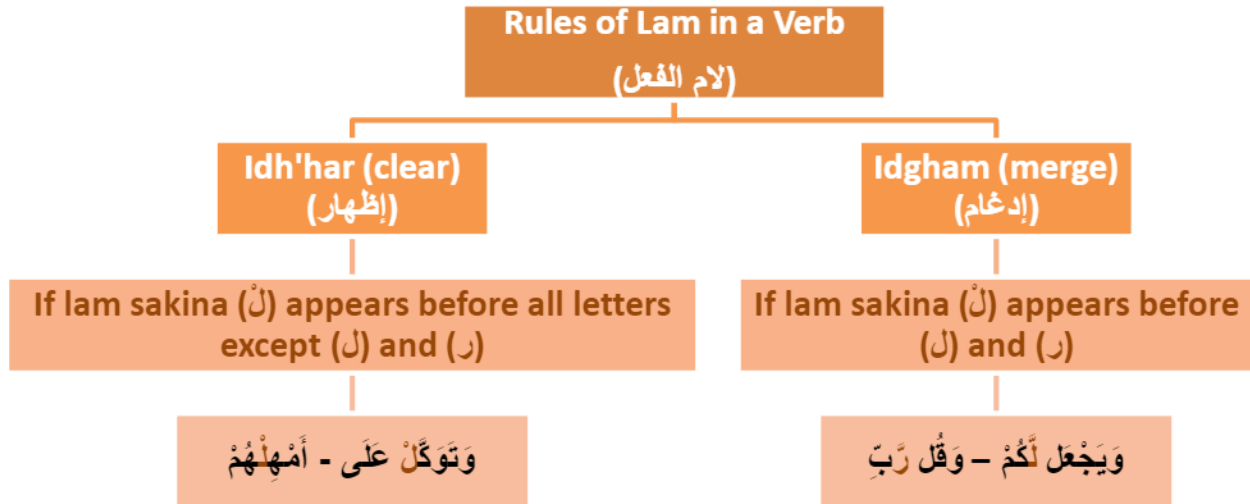 Rules of Lam in a Verb
(لام الفعل)
Idh'har (clear)
(إظهار)
Idgham (merge)
(إدغام)
If lam sakina (لْ) appears before all letters
except (ل) and (ر)
If lam sakina (لْ) appears before
(ل) and (ر)
وَتَوَكَّلْ عَلَى - أَمْهِلْهُمْ
وَيَجْعَل لَّكُمْ – وَقُل رَّبِّ